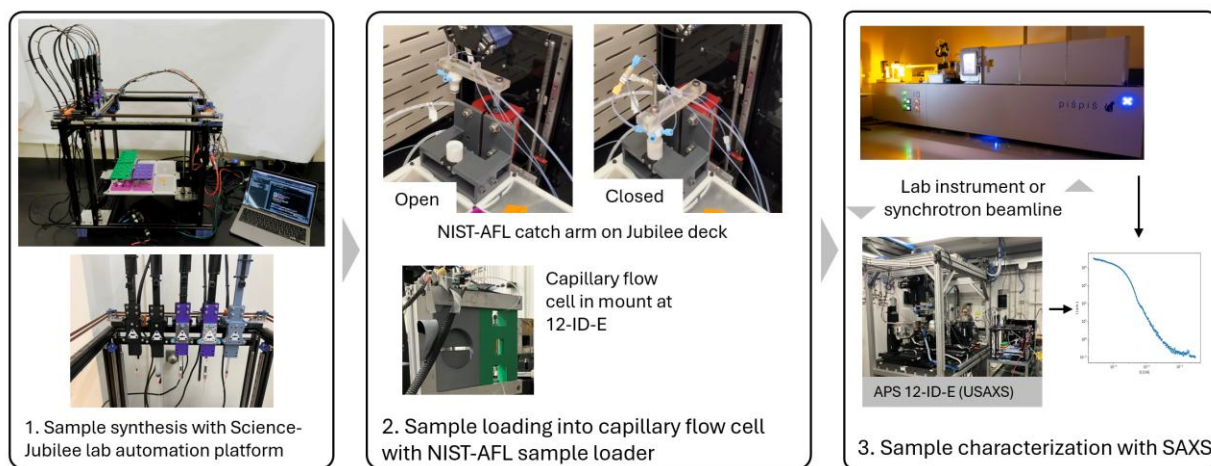 1. Sample synthesis with Science-
Jubilee lab automation platform
Open
Closed
NIST-AFL catch arm on Jubilee deck
Capillary flow
cell in mount at
12-ID-E
2. Sample loading into capillary flow cell
with NIST-AFL sample loader
pišpiš
Lab instrument or
synchrotron beamline
APS 12-ID-E (USAXS)
3. Sample characterization with SAXS